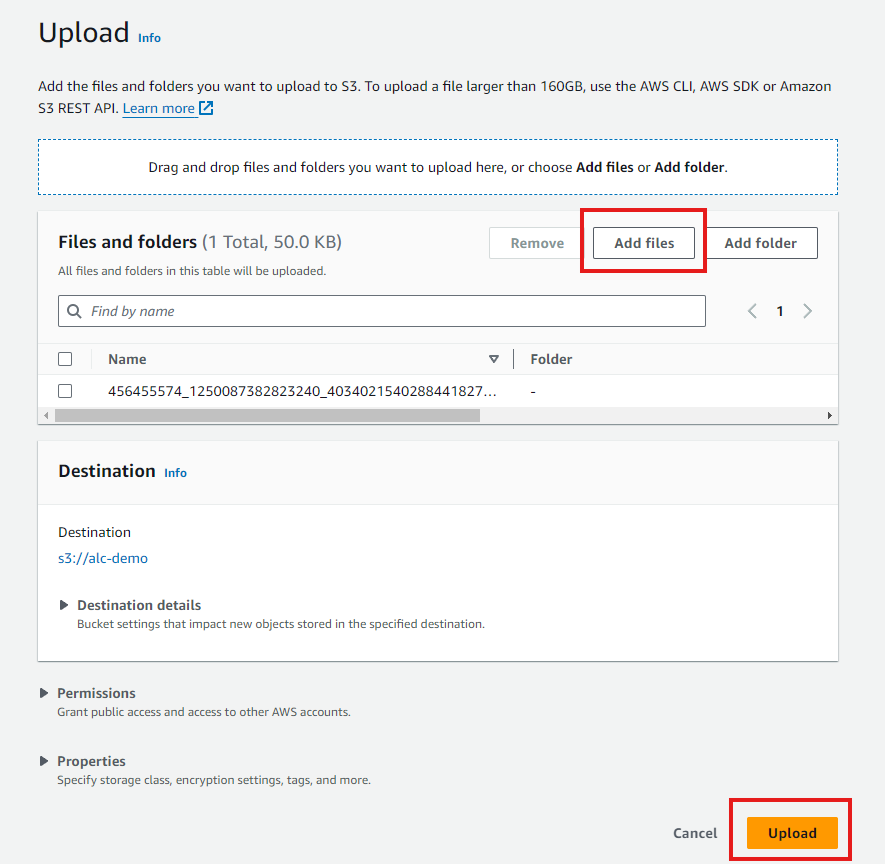 Upload Info
Add the files and folders you want to upload to S3. To upload a file larger than 160GB, use the AWS CLI, AWS SDK or Amazon
S3 REST API. Learn more
Drag and drop files and folders you want to upload here, or choose Add files or Add folder.
Files and folders (1 Total, 50.0 KB)
Remove Add files Add folder
All files and folders in this table will be uploaded.
Find by name
1
Name Folder
456455574_1250087382823240_4034021540288441827... -
Destination Info
Destination
s3://alc-demo
Destination details
Bucket settings that impact new objects stored in the specified destination.
Permissions
Grant public access and access to other AWS accounts.
Properties
Specify storage class, encryption settings, tags, and more.
Cancel Upload